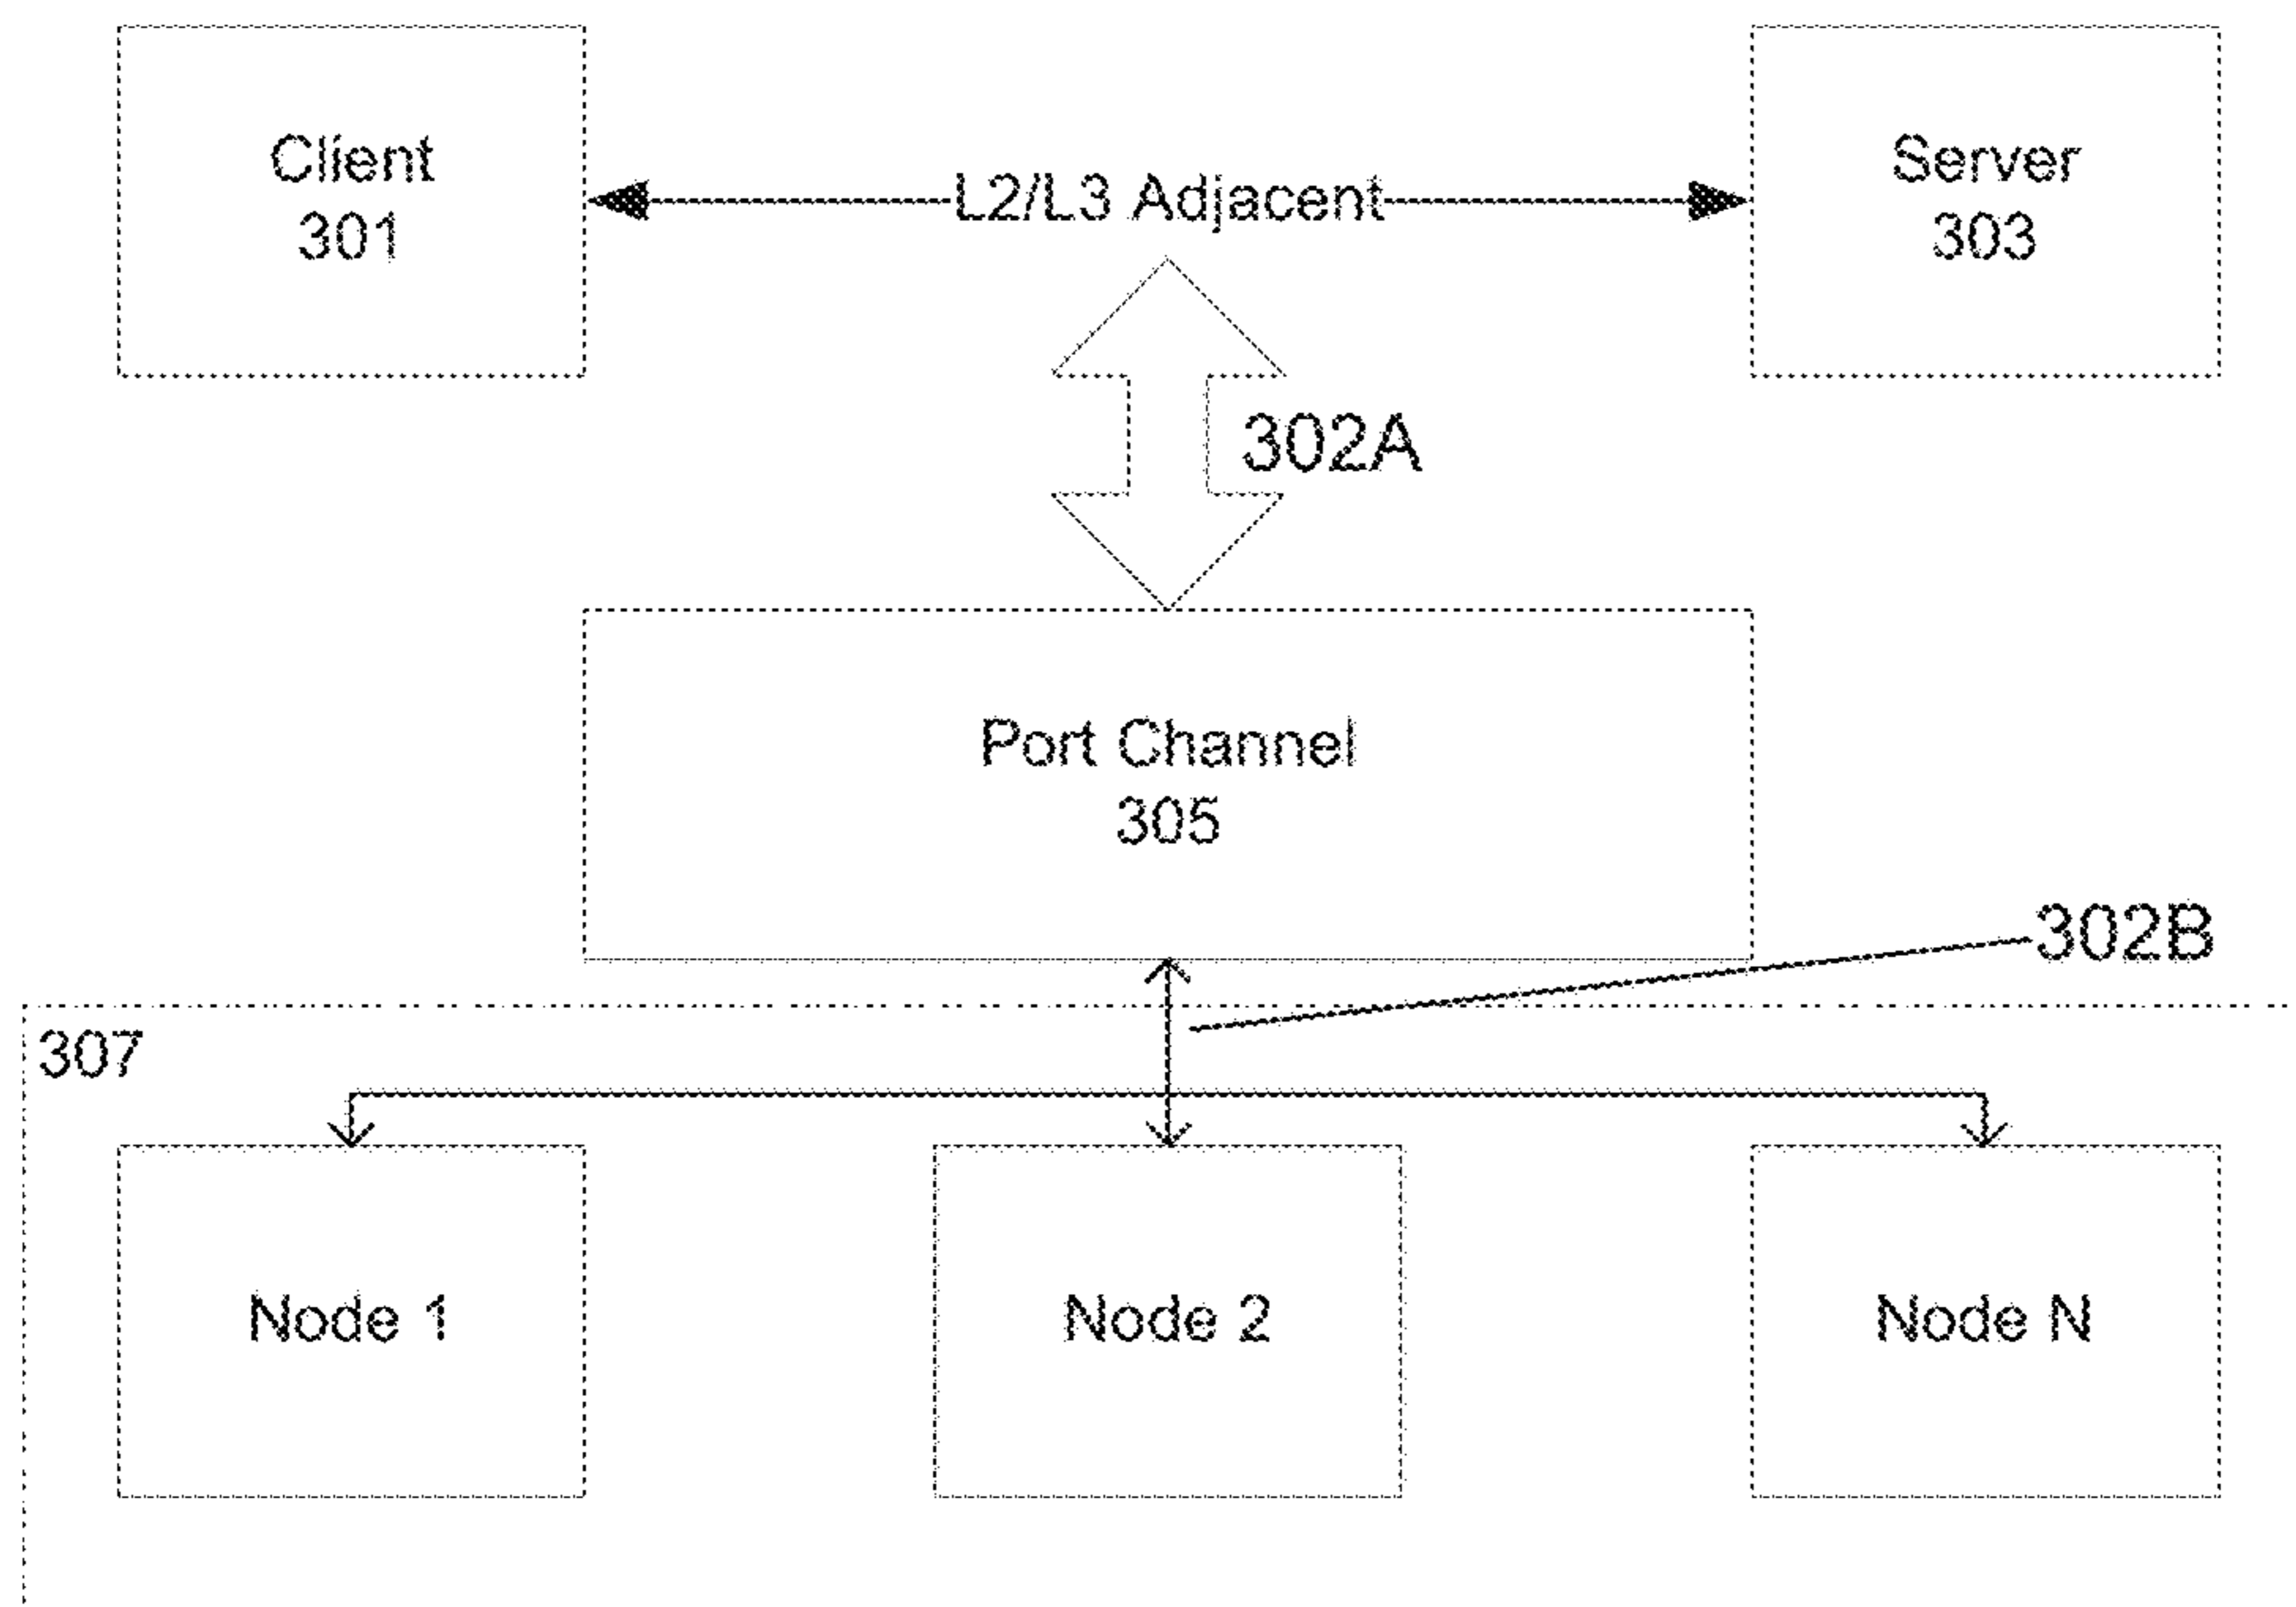 Client
301
L2/L3 Adjacent
Server
303
302A
Port Channel
305
302B
307
Node 1
Node 2
Node N